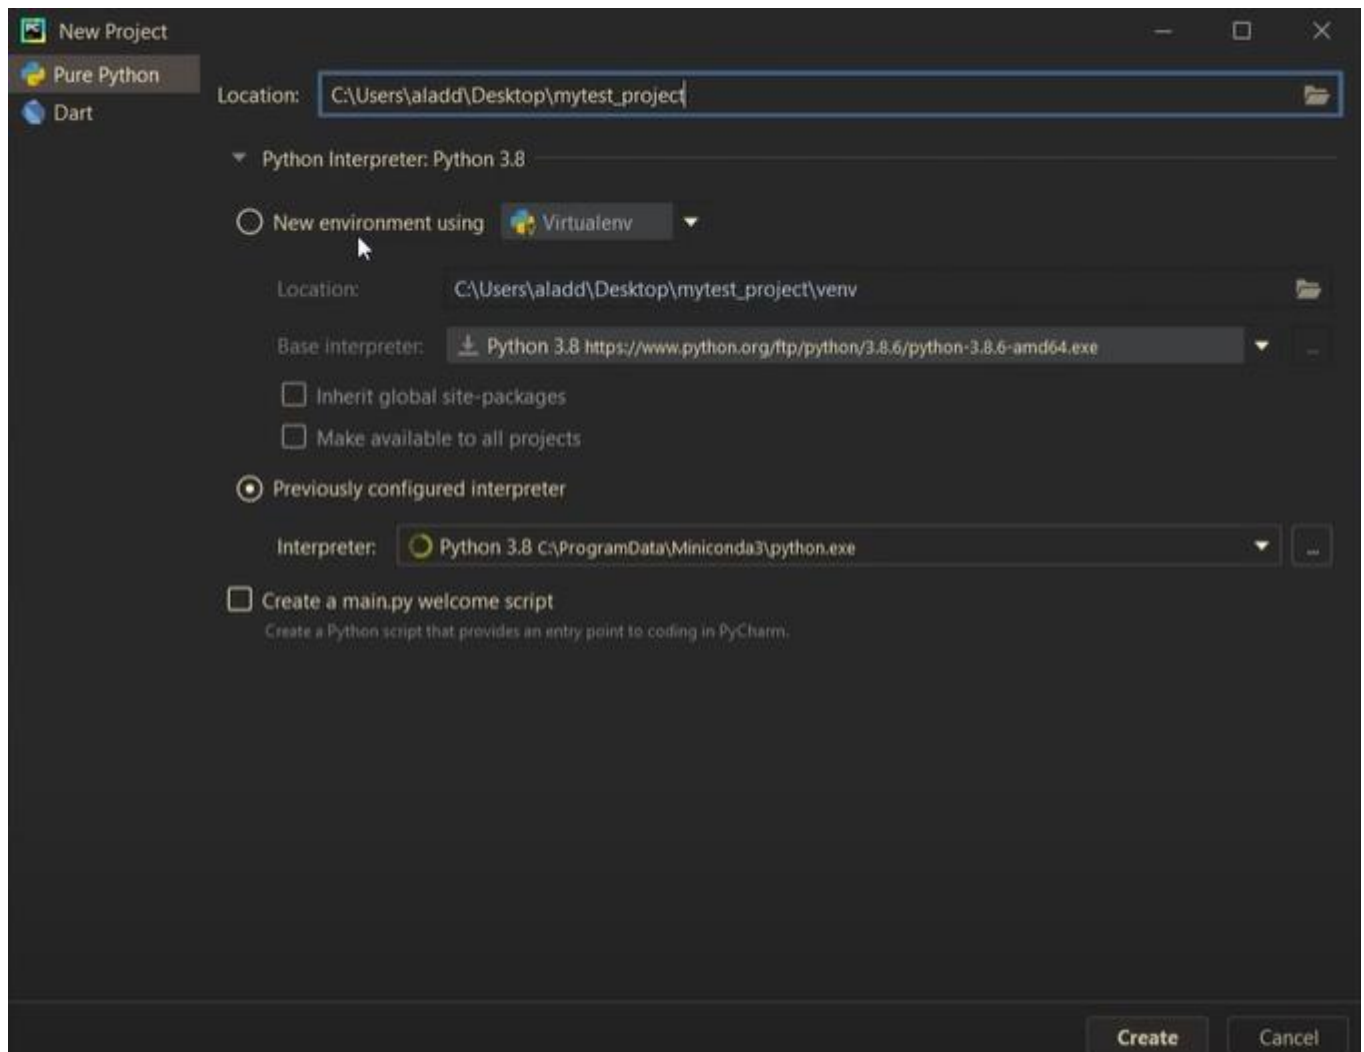 PC New Project
Pure Python
Dart
Location: C:\Users\aladd\Desktop\mytest_project
Python Interpreter: Python 3.8
New environment using Virtualenv
Location: C:\Users\aladd\Desktop\mytest_project\venv
Base interpreter: Python 3.8 https://www.python.org/ftp/python/3.8.6/python-3.8.6-amd64.exe ...
Inherit global site-packages
Make available to all projects
Previously configured interpreter
Interpreter: Python 3.8 C:\ProgramData\Miniconda3\python.exe ...
Create a main.py welcome script
Create a Python script that provides an entry point to coding in PyCharm.
Create Cancel